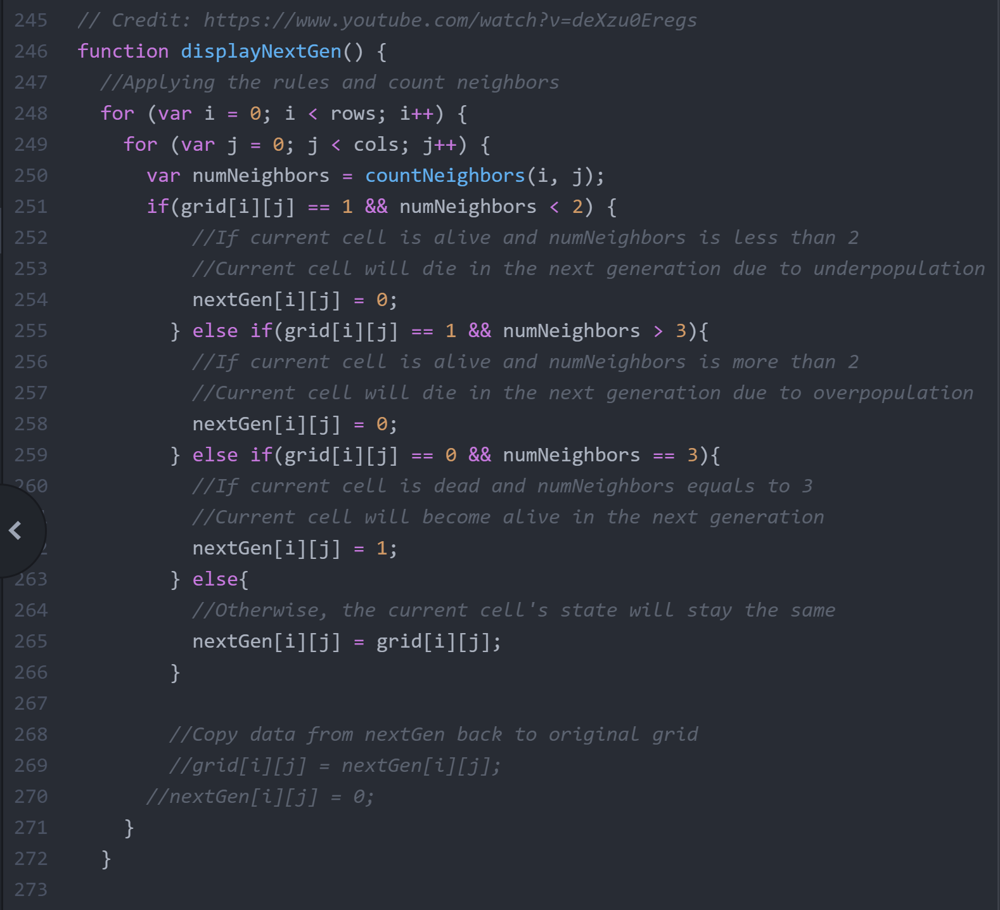 245 // Credit: https://www.youtube.com/watch?v=deXzu0Eregs
246 function displayNextGen() {
247 //Applying the rules and count neighbors
248 for (var i = 0; i < rows; i++) {
249 for (var j = 0; j < cols; j++) {
250 var numNeighbors = countNeighbors(i, j);
251 if(grid[i][j] == 1 && numNeighbors < 2) {
252 //If current cell is alive and numNeighbors is less than 2
253 //Current cell will die in the next generation due to underpopulation
254 nextGen[i][j] = 0;
255 } else if(grid[i][j] == 1 && numNeighbors > 3){
256 //If current cell is alive and numNeighbors is more than 2
257 //Current cell will die in the next generation due to overpopulation
258 nextGen[i][j] = 0;
259 } else if(grid[i][j] == 0 && numNeighbors == 3){
260 //If current cell is dead and numNeighbors equals to 3
//Current cell will become alive in the next generation
nextGen[i][j] = 1;
263 } else{
264 //Otherwise, the current cell's state will stay the same
265 nextGen[i][j] = grid[i][j];
266 }
267
268 //Copy data from nextGen back to original grid
269 //grid[i][j] = nextGen[i][j];
270 //nextGen[i][j] = 0;
271 }
272 }
273